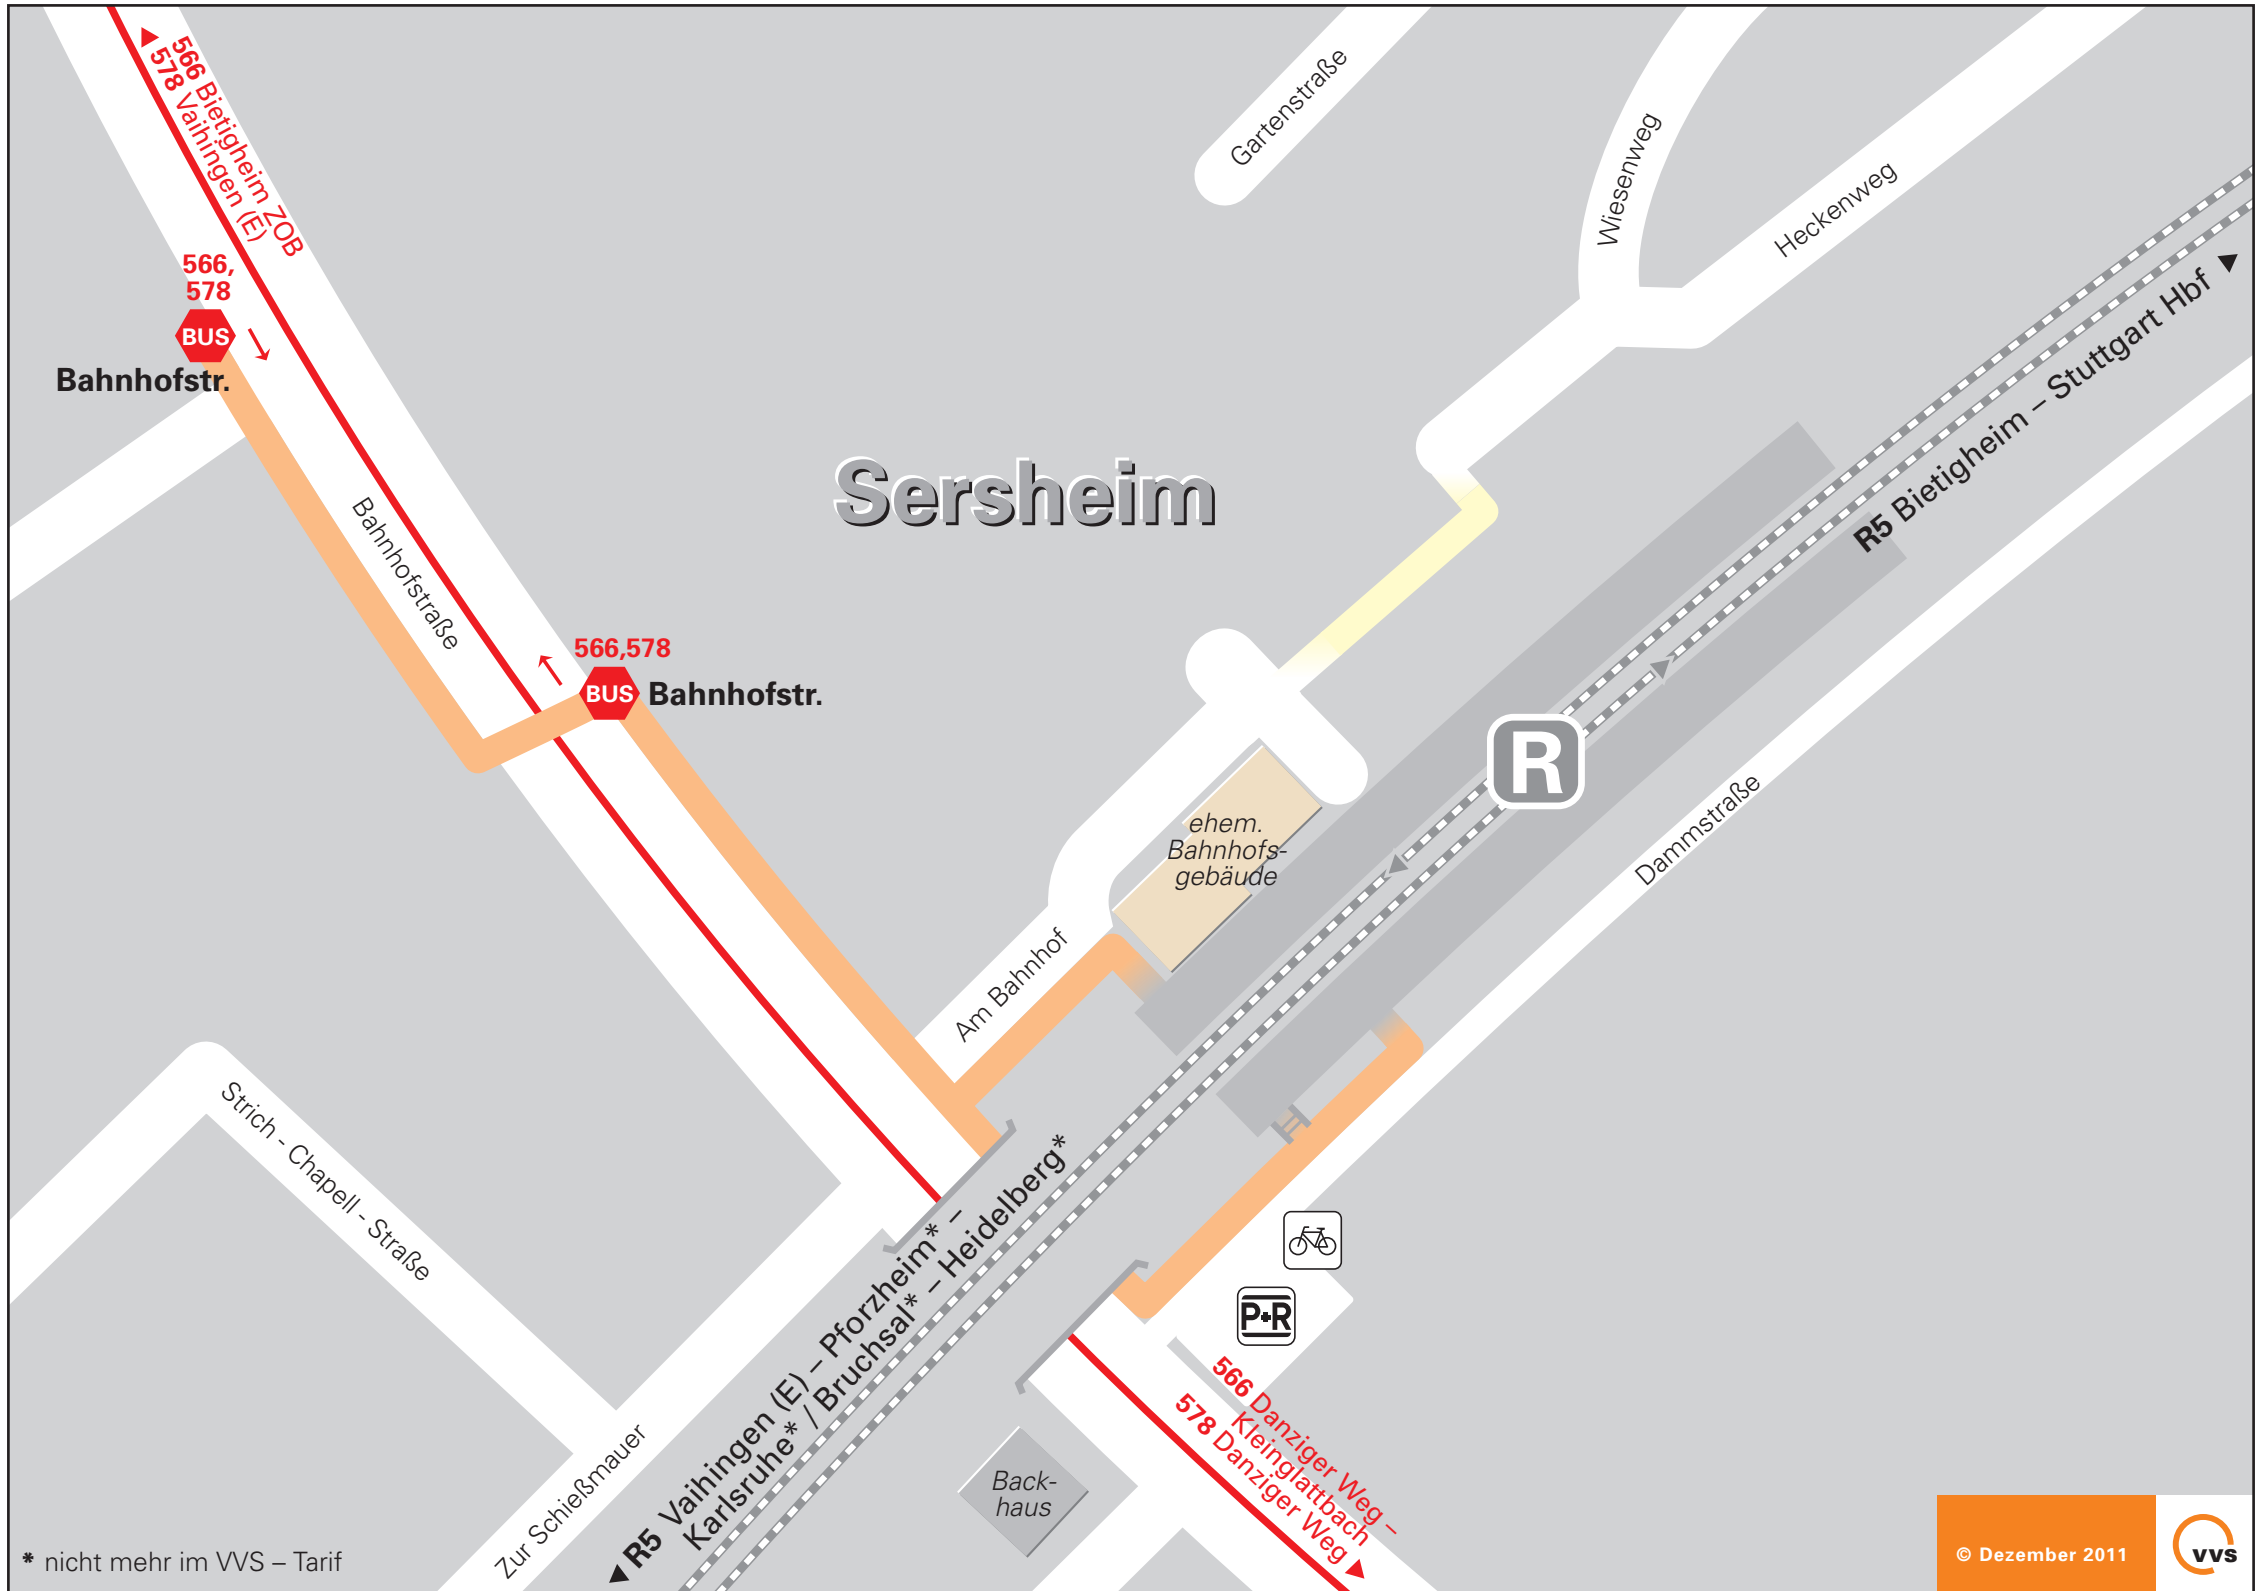 566 Bietigheim ZOB
578 Vaihingen (E)
566,
578
BUS
Bahnhofstr.
Bahnhofstraße
566,578
BUS
Bahnhofstr.
Sersheim
Gartenstraße
Wiesenweg
Heckenweg
R5 Bietigheim – Stuttgart Hbf
R
Dammstraße
ehem.
Bahnhofs-
gebäude
Am Bahnhof
Strich - Chapell - Straße
Zur Schießmauer
R5 Vaihingen (E) – Pforzheim* –
Karlsruhe* / Bruchsal* – Heidelberg*
P+R
566 Danziger Weg –
Kleinglattbach
578 Danziger Weg
Back-
haus
* nicht mehr im VVS – Tarif
© Dezember 2011
vvs